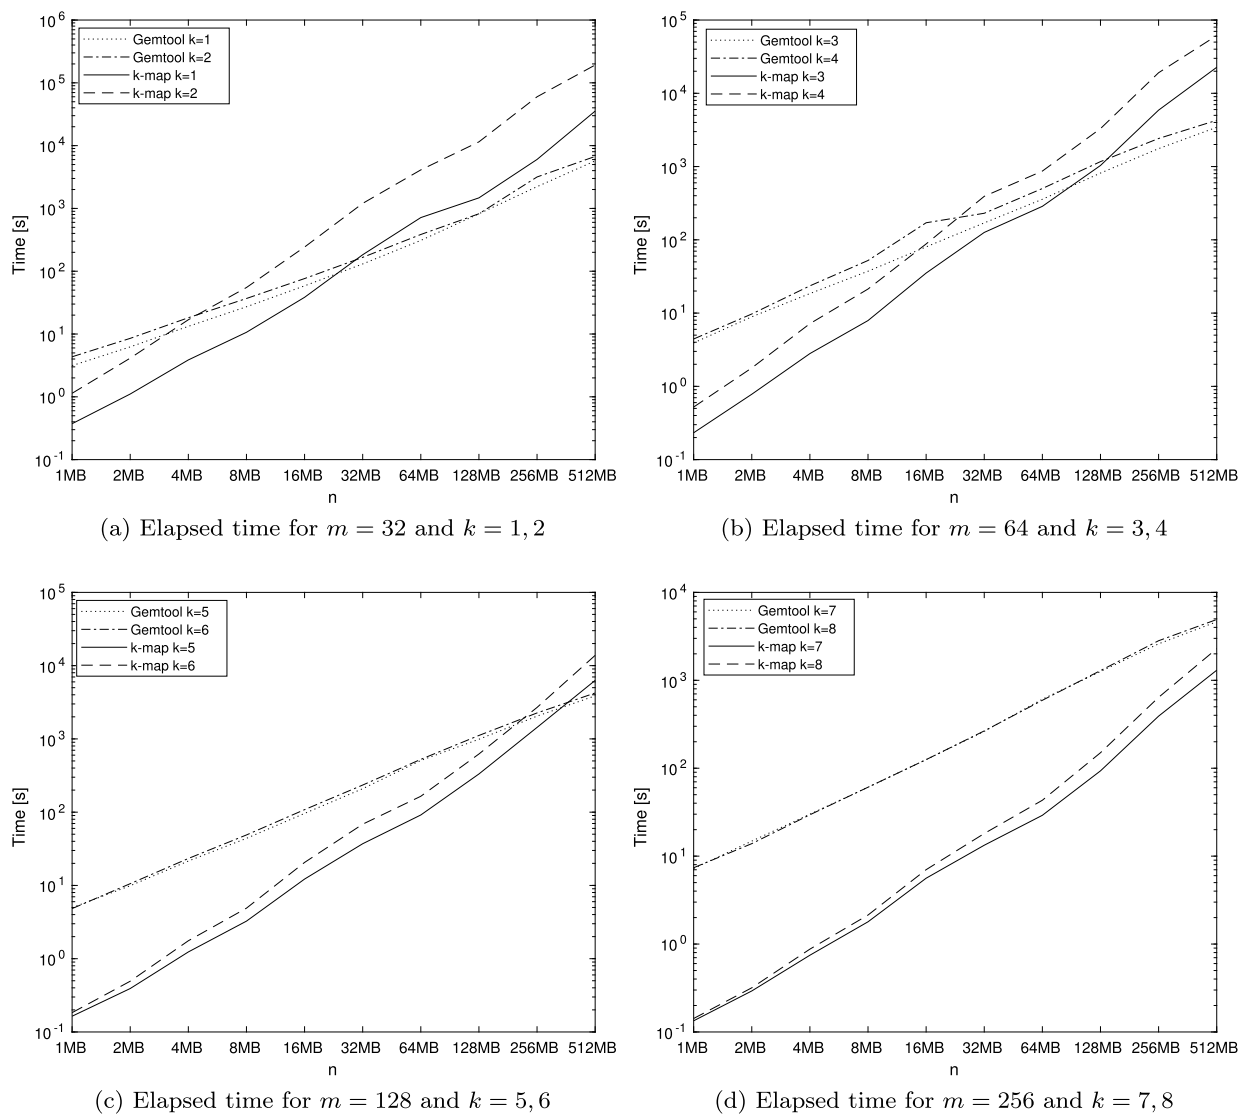 10^6
10^5
10^4
10^3
10^2
10^1
10^0
10^-1
Time [s]
Gemtool k=1
Gemtool k=2
k-map k=1
k-map k=2
1MB 2MB 4MB 8MB 16MB 32MB 64MB 128MB 256MB 512MB
n
(a) Elapsed time for m = 32 and k = 1, 2
10^5
10^4
10^3
10^2
10^1
10^0
10^-1
Time [s]
Gemtool k=3
Gemtool k=4
k-map k=3
k-map k=4
1MB 2MB 4MB 8MB 16MB 32MB 64MB 128MB 256MB 512MB
n
(b) Elapsed time for m = 64 and k = 3, 4
10^5
10^4
10^3
10^2
10^1
10^0
10^-1
Time [s]
Gemtool k=5
Gemtool k=6
k-map k=5
k-map k=6
1MB 2MB 4MB 8MB 16MB 32MB 64MB 128MB 256MB 512MB
n
(c) Elapsed time for m = 128 and k = 5, 6
10^4
10^3
10^2
10^1
10^0
10^-1
Time [s]
Gemtool k=7
Gemtool k=8
k-map k=7
k-map k=8
1MB 2MB 4MB 8MB 16MB 32MB 64MB 128MB 256MB 512MB
n
(d) Elapsed time for m = 256 and k = 7, 8